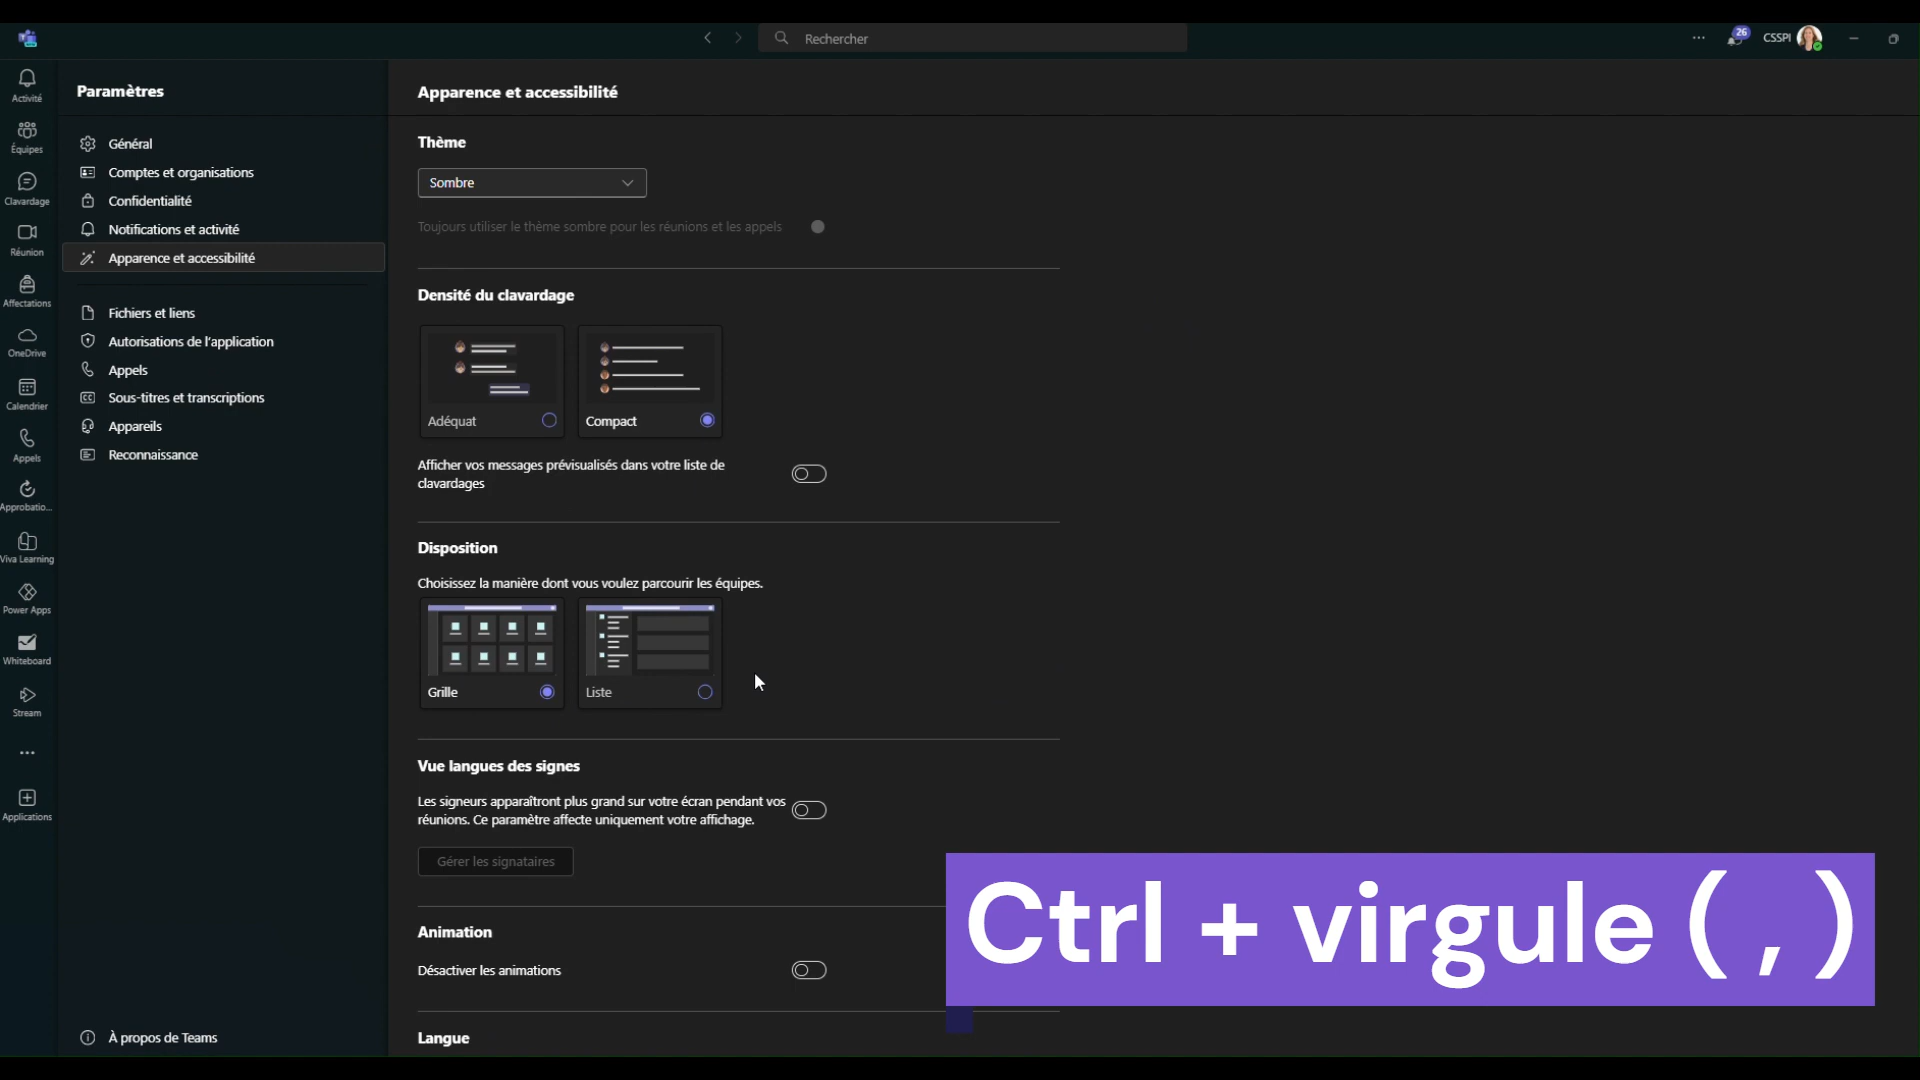 Rechercher
26
CSSPI
Activité
Équipes
Clavardage
Réunion
Affectations
OneDrive
Calendrier
Appels
Approbatio...
Viva Learning
Power Apps
Whiteboard
Stream
Applications
Paramètres
Général
Comptes et organisations
Confidentialité
Notifications et activité
Apparence et accessibilité
Fichiers et liens
Autorisations de l'application
Appels
Sous-titres et transcriptions
Appareils
Reconnaissance
À propos de Teams
Apparence et accessibilité
Thème
Sombre
Toujours utiliser le thème sombre pour les réunions et les appels
Densité du clavardage
Adéquat
Compact
Afficher vos messages prévisualisés dans votre liste de
clavardages
Disposition
Choisissez la manière dont vous voulez parcourir les équipes.
Grille
Liste
Vue langues des signes
Les signeurs apparaîtront plus grand sur votre écran pendant vos
réunions. Ce paramètre affecte uniquement votre affichage.
Gérer les signataires
Animation
Désactiver les animations
Langue
Ctrl + virgule ( , )